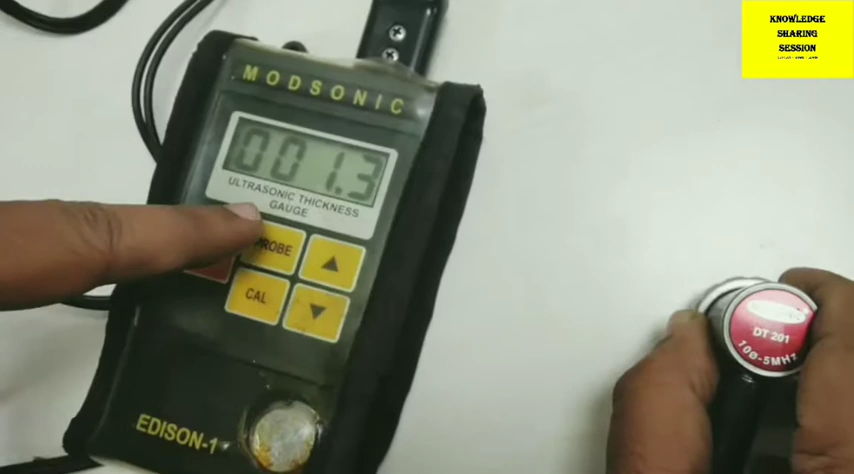 KNOWLEDGE
SHARING
SESSION
MODSONIC
001.3
ULTRASONIC THICKNESS
GAUGE
PROBE
CAL
EDISON-1
DT 201
10Ø-5MHz